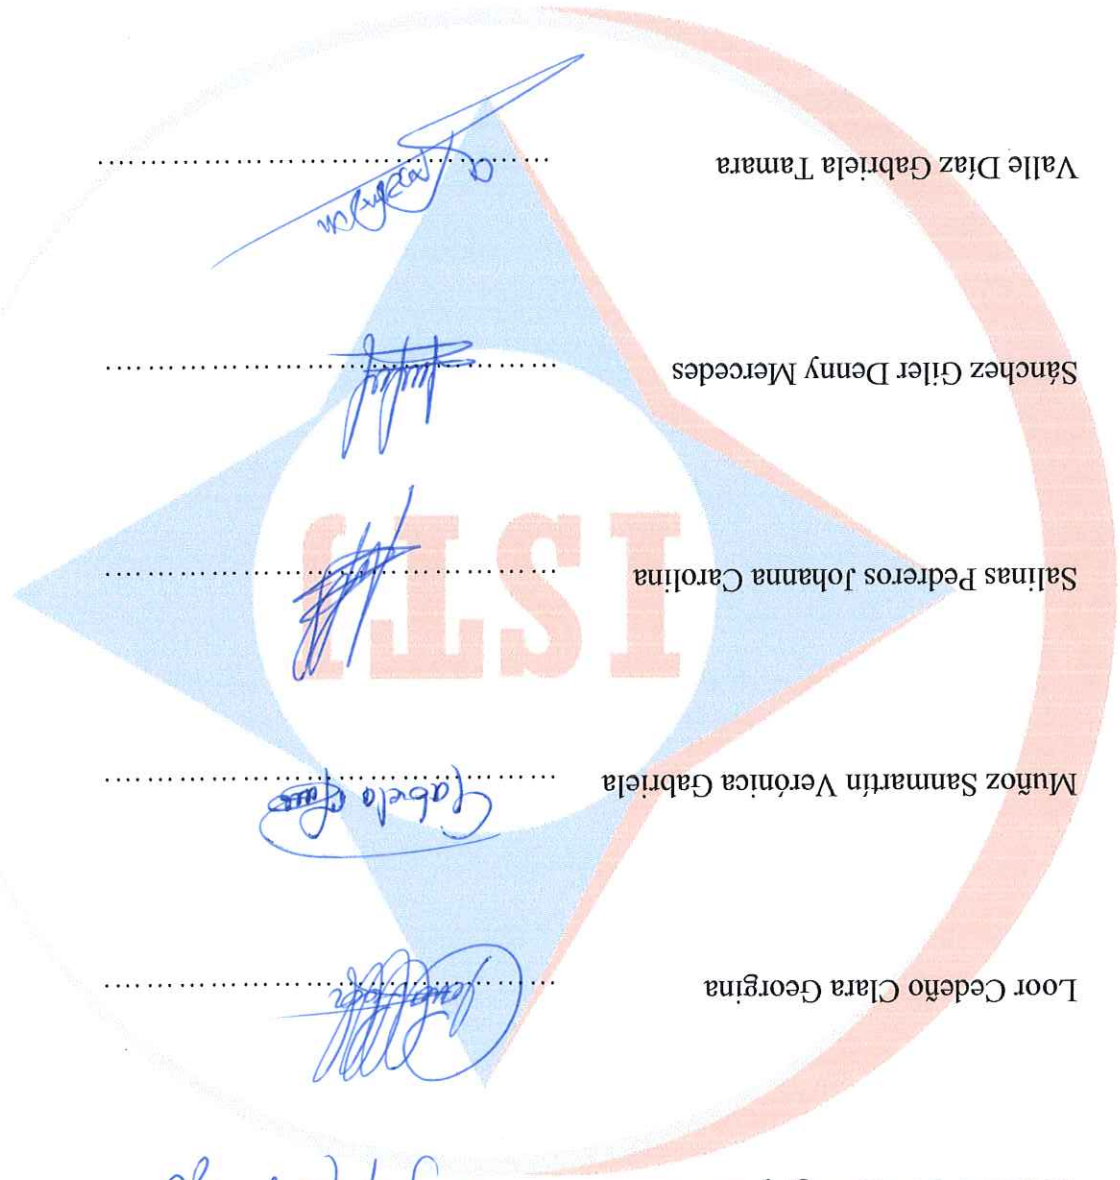 Loor Cedeño Clara Georgina ........................................
Muñoz Sanmartín Verónica Gabriela ........................................ Gabriela
ISTJ
Salinas Pedreros Johanna Carolina ........................................
Sánchez Giler Denny Mercedes ........................................
Valle Díaz Gabriela Tamara ........................................